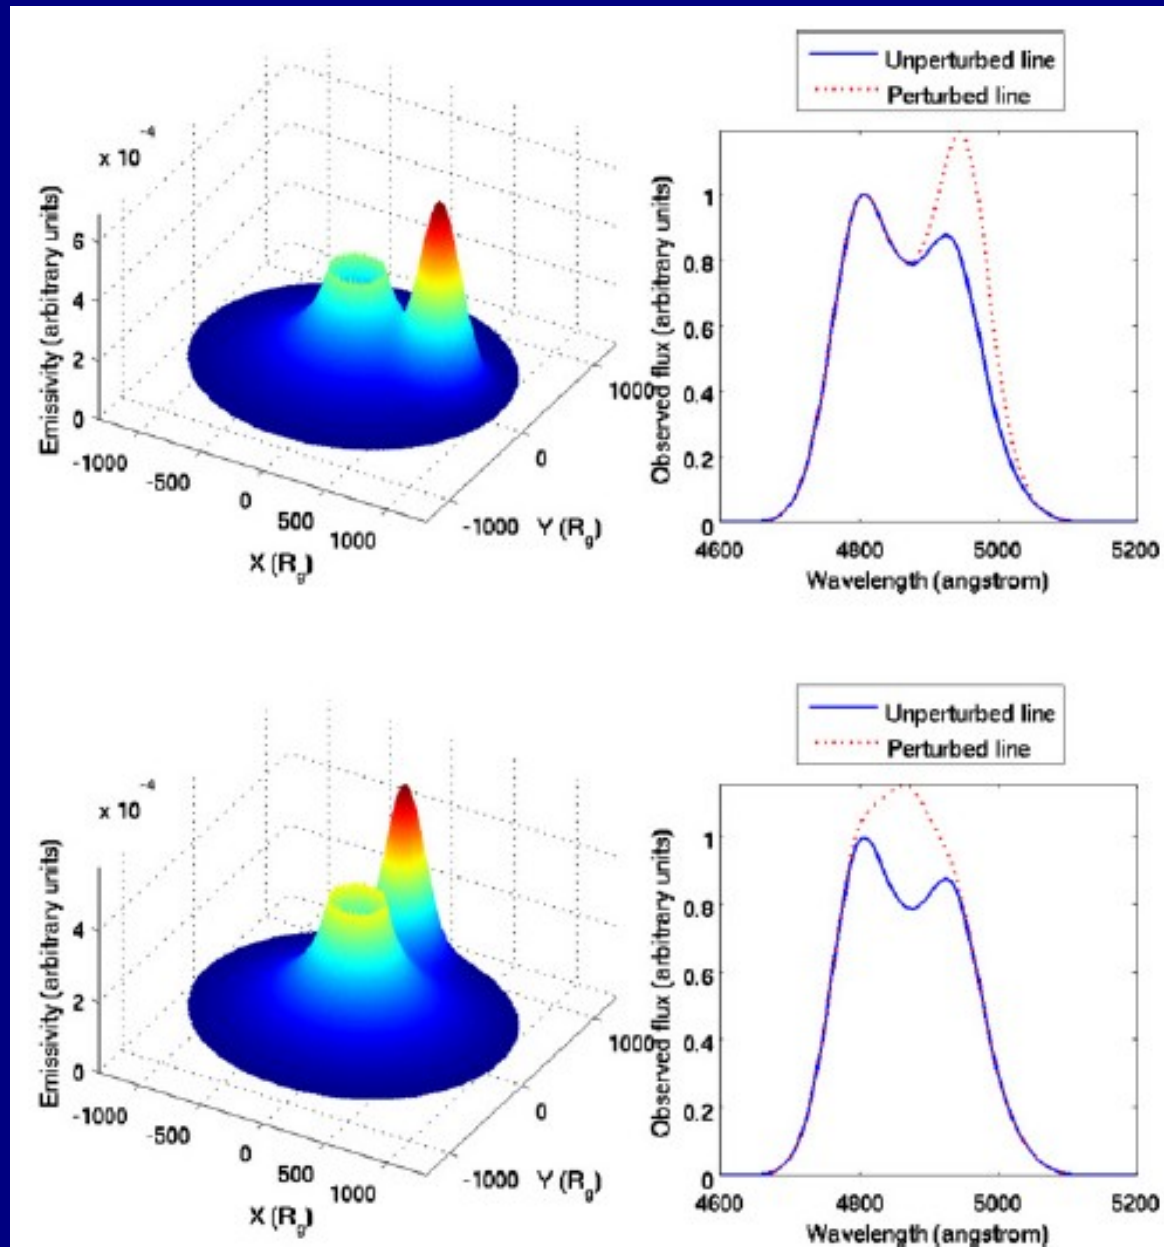 Unperturbed line
Perturbed line
x 10
-4
Emissivity (arbitrary units)
6
4
2
0
-1000
-500
0
500
1000
X (R_g)
-1000
0
1000
Y (R_g)
Observed flux (arbitrary units)
1
0.8
0.6
0.4
0.2
0
4600
4800
5000
5200
Wavelength (angstrom)
Unperturbed line
Perturbed line
x 10
-4
Emissivity (arbitrary units)
4
2
0
-1000
-500
0
500
1000
X (R_g)
-1000
0
1000
Y (R_g)
Observed flux (arbitrary units)
1
0.8
0.6
0.4
0.2
0
4600
4800
5000
5200
Wavelength (angstrom)